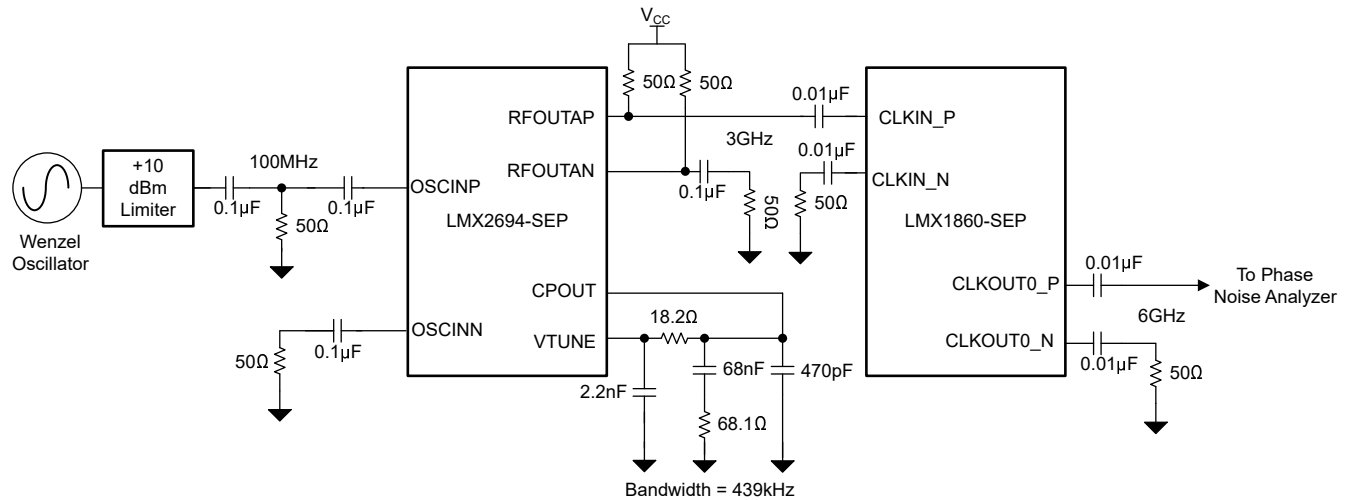 V_CC
50Ω
50Ω
0.01µF
RFOUTAP
CLKIN_P
+10
dBm
Limiter
100MHz
3GHz
0.01µF
RFOUTAN
CLKIN_N
OSCINP
0.1µF
0.1µF
0.1µF
50Ω
50Ω
50Ω
LMX2694-SEP
LMX1860-SEP
Wenzel
Oscillator
0.01µF
CLKOUT0_P
To Phase
Noise Analyzer
CPOUT
18.2Ω
6GHz
OSCINN
VTUNE
CLKOUT0_N
50Ω
0.1µF
0.01µF
50Ω
2.2nF
68nF
470pF
68.1Ω
Bandwidth = 439kHz